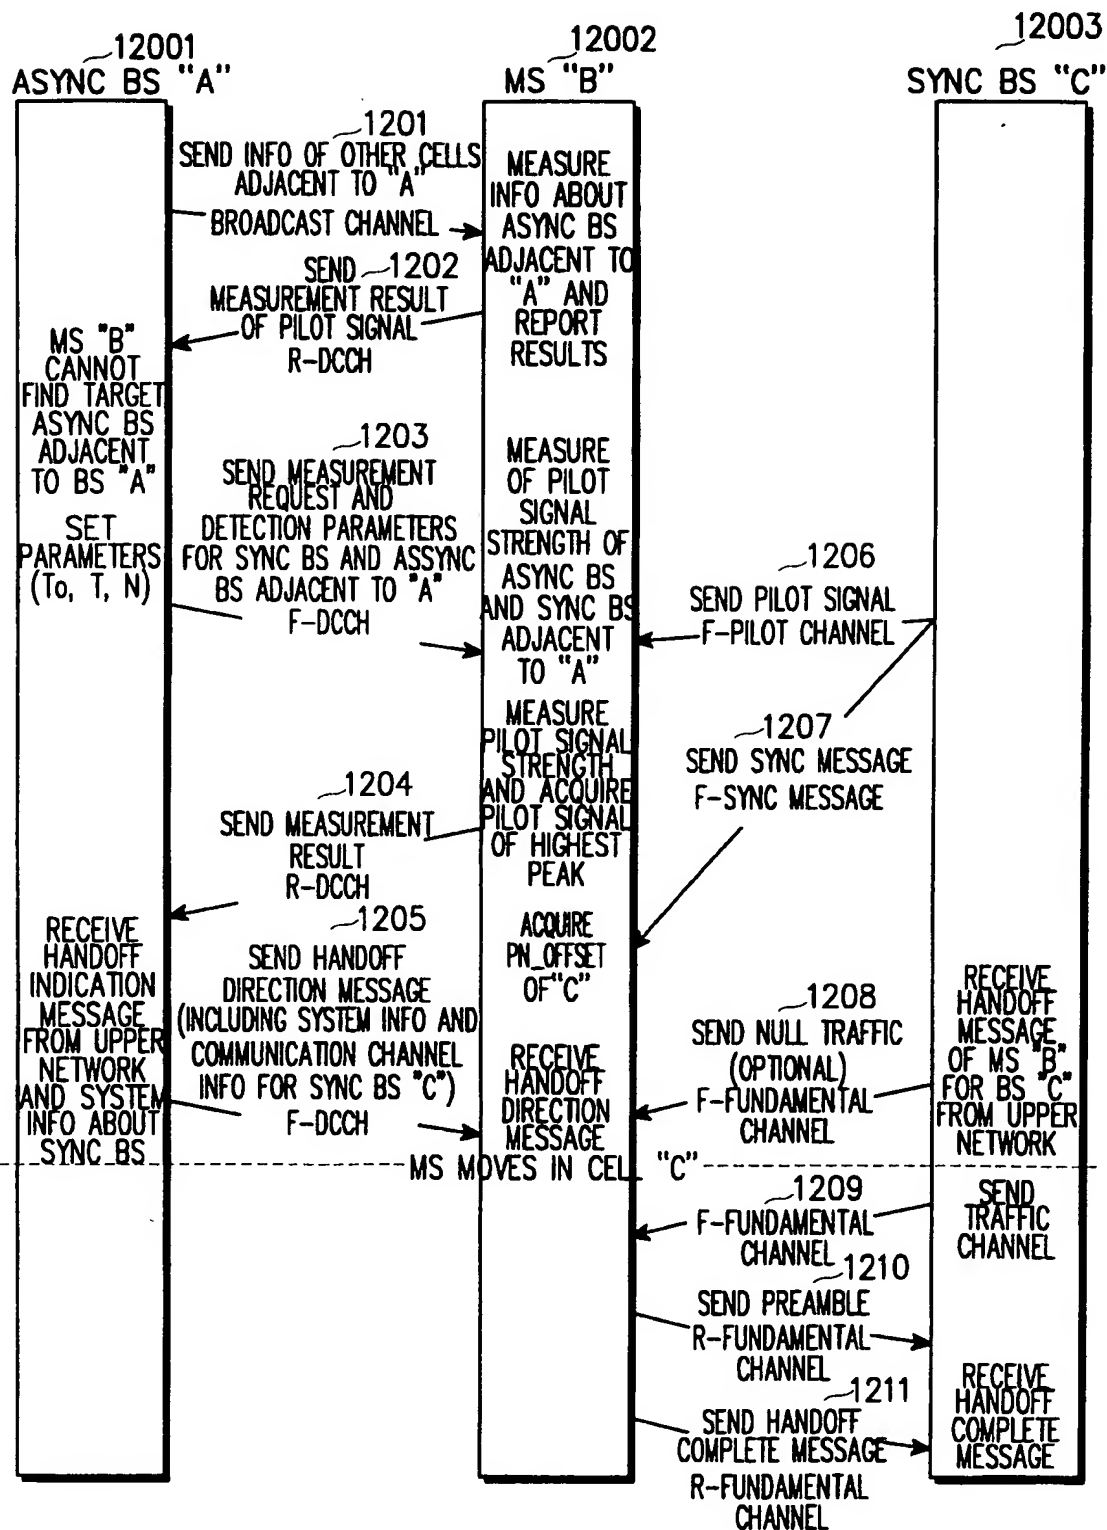 12001
ASYNC BS "A"
12002
MS "B"
12003
SYNC BS "C"
1201
SEND INFO OF OTHER CELLS
ADJACENT TO "A"
BROADCAST CHANNEL
MEASURE
INFO ABOUT
ASYNC BS
ADJACENT TO
"A" AND
REPORT
RESULTS
SEND 1202
MEASUREMENT RESULT
OF PILOT SIGNAL
R-DCCH
MS "B"
CANNOT
FIND TARGET
ASYNC BS
ADJACENT
TO BS "A"
SET
PARAMETERS
(To, T, N)
1203
SEND MEASUREMENT
REQUEST AND
DETECTION PARAMETERS
FOR SYNC BS AND ASSYNC
BS ADJACENT TO "A"
F-DCCH
MEASURE
OF PILOT
SIGNAL
STRENGTH OF
ASYNC BS
AND SYNC BS
ADJACENT
TO "A"
1206
SEND PILOT SIGNAL
F-PILOT CHANNEL
MEASURE
PILOT SIGNAL
STRENGTH
AND ACQUIRE
PILOT SIGNAL
OF HIGHEST
PEAK
1207
SEND SYNC MESSAGE
F-SYNC MESSAGE
1204
SEND MEASUREMENT
RESULT
R-DCCH
RECEIVE
HANDOFF
INDICATION
MESSAGE
FROM UPPER
NETWORK
AND SYSTEM
INFO ABOUT
SYNC BS
1205
SEND HANDOFF
DIRECTION MESSAGE
(INCLUDING SYSTEM INFO AND
COMMUNICATION CHANNEL
INFO FOR SYNC BS "C")
F-DCCH
ACQUIRE
PN_OFFSET
OF"C"
RECEIVE
HANDOFF
DIRECTION
MESSAGE
1208
SEND NULL TRAFFIC
(OPTIONAL)
F-FUNDAMENTAL
CHANNEL
RECEIVE
HANDOFF
MESSAGE
OF MS "B"
FOR BS "C"
FROM UPPER
NETWORK
MS MOVES IN CELL "C"
1209
F-FUNDAMENTAL
CHANNEL
SEND
TRAFFIC
CHANNEL
1210
SEND PREAMBLE
R-FUNDAMENTAL
CHANNEL
1211
SEND HANDOFF
COMPLETE MESSAGE
R-FUNDAMENTAL
CHANNEL
RECEIVE
HANDOFF
COMPLETE
MESSAGE